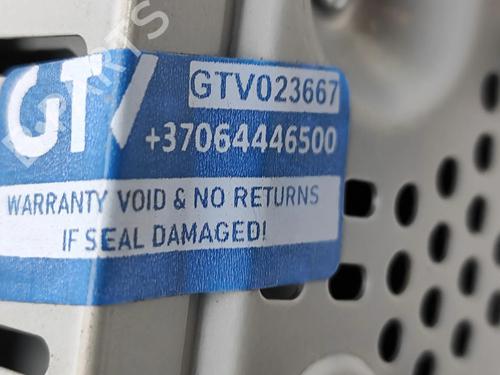 GTV
GTV023667
+37064446500
WARRANTY VOID & NO RETURNS
IF SEAL DAMAGED!